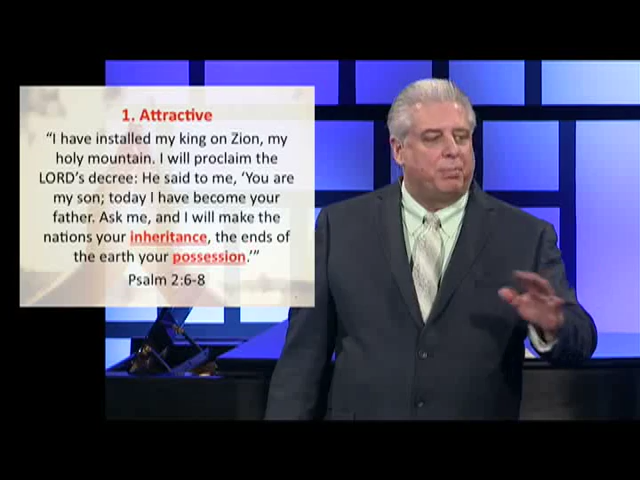 1. Attractive
“I have installed my king on Zion, my
holy mountain. I will proclaim the
LORD’s decree: He said to me, ‘You are
my son; today I have become your
father. Ask me, and I will make the
nations your inheritance, the ends of
the earth your possession.’”
Psalm 2:6-8